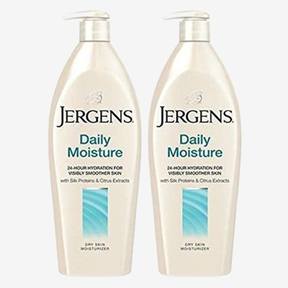 JERGENS
Daily
Moisture
24-HOUR HYDRATION FOR
VISIBLY SMOOTHER SKIN
with Silk Proteins & Citrus Extracts
DRY SKIN
MOISTURIZER
JERGENS
Daily
Moisture
24-HOUR HYDRATION FOR
VISIBLY SMOOTHER SKIN
with Silk Proteins & Citrus Extracts
DRY SKIN
MOISTURIZER